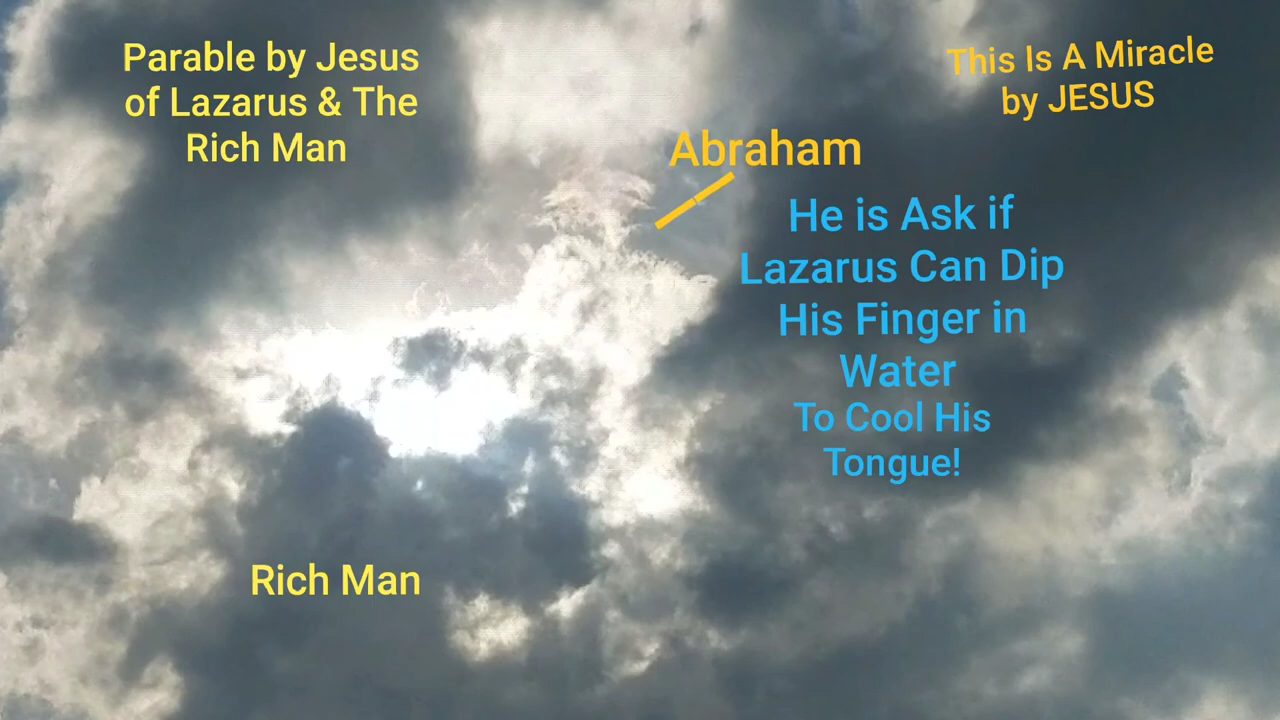 Parable by Jesus
of Lazarus & The
Rich Man
This Is A Miracle
by JESUS
Abraham
He is Ask if
Lazarus Can Dip
His Finger in
Water
To Cool His
Tongue!
Rich Man